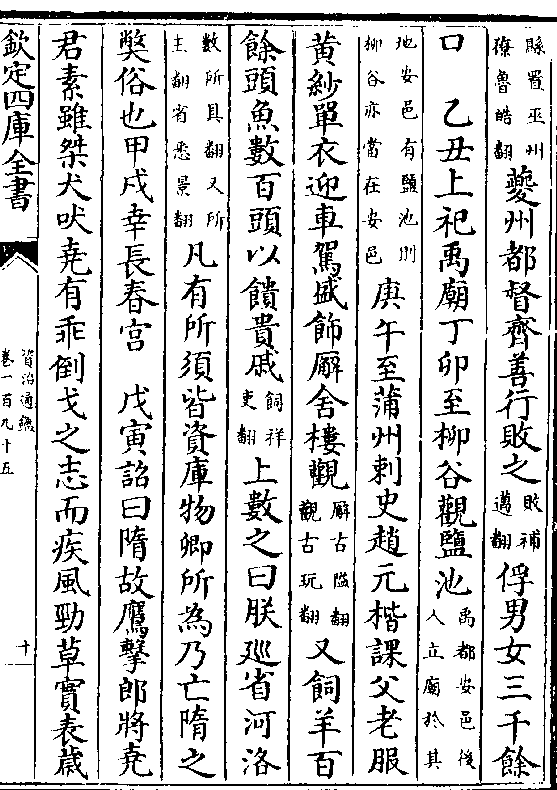 縣置巫州
獠魯皓翻
夔州都督齊善行敗之
敗補
邁翻
俘男女三千餘
口　乙丑上祀禹廟丁卯至柳谷觀鹽池
禹都安邑後
人立廟於其
地安邑有鹽池則
柳谷亦當在安邑
庚午至蒲州刺史趙元楷課父老服
黃紗單衣迎車駕盛飾廨舍樓觀
廨古隘翻
觀古玩翻
又飼羊百
餘頭魚數百頭以饋貴戚
飼祥
吏翻
上數之曰朕廵省河洛
數所具翻又所
主翻省悉景翻
凡有所須皆資庫物卿所為乃亡隋之
獘俗也甲戌幸長春宫　戊寅詔曰隋故鷹擊郎將堯
君素雖桀犬吠堯有乖倒戈之志而疾風勁草實表歲
欽定四庫全書
資治通鑑
卷一百九十五
十